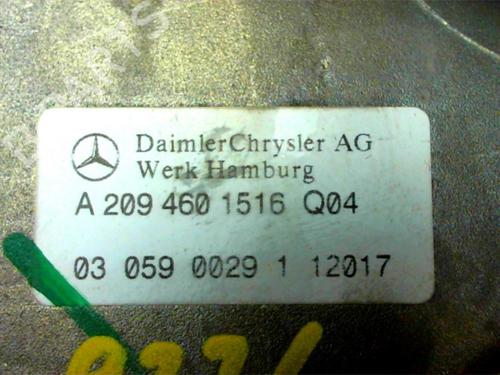 DaimlerChrysler AG
Werk Hamburg
A 209 460 1516 Q04
03 059 0029 1 12017